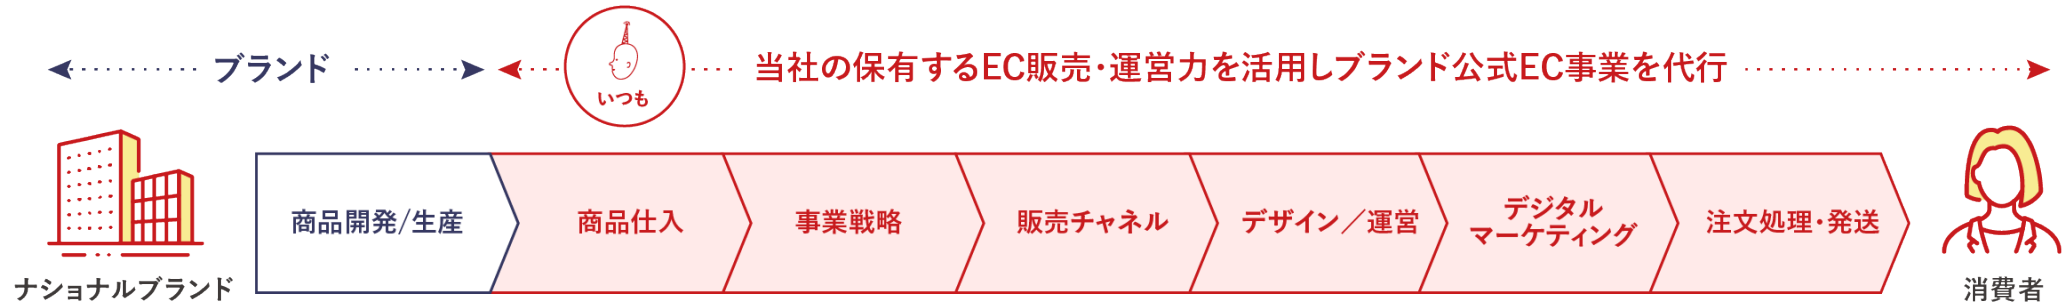 ブランド
いつも
当社の保有するEC販売・運営力を活用しブランド公式EC事業を代行
商品開発/生産
商品仕入
事業戦略
販売チャネル
デザイン／運営
デジタル
マーケティング
注文処理・発送
ナショナルブランド
消費者